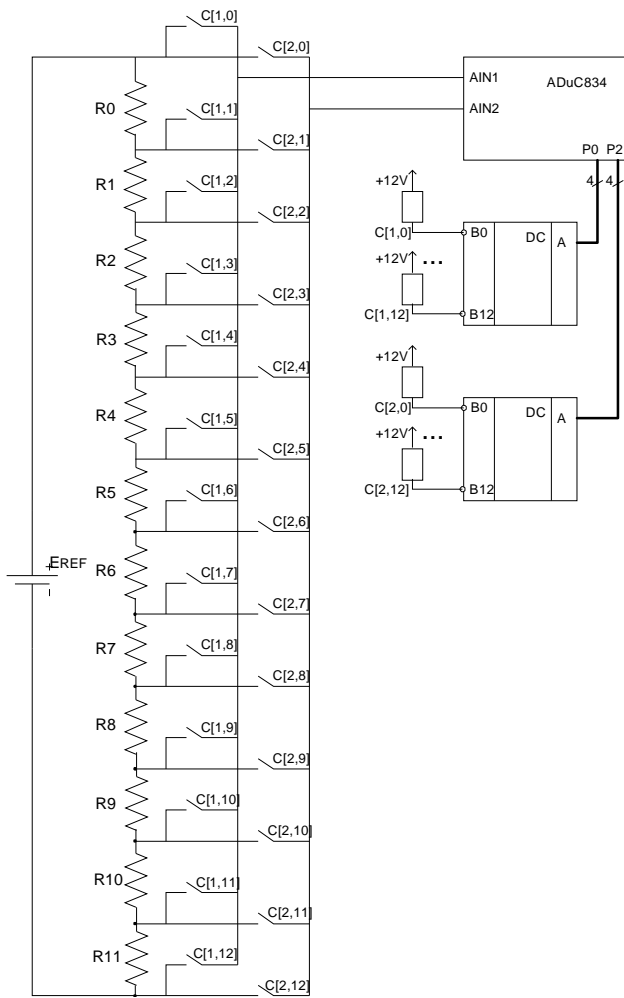 C[1,0]
C[2,0]
R0
C[1,1]
C[2,1]
R1
C[1,2]
C[2,2]
R2
C[1,3]
C[2,3]
R3
C[1,4]
C[2,4]
R4
C[1,5]
C[2,5]
R5
C[1,6]
C[2,6]
+
EREF
-
R6
C[1,7]
C[2,7]
R7
C[1,8]
C[2,8]
R8
C[1,9]
C[2,9]
R9
C[1,10]
C[2,10]
R10
C[1,11]
C[2,11]
R11
C[1,12]
C[2,12]
AIN1
ADuC834
AIN2
P0 P2
4 4
+12V
C[1,0]
B0
DC
A
+12V
...
C[1,12]
B12
+12V
C[2,0]
B0
DC
A
+12V
...
C[2,12]
B12